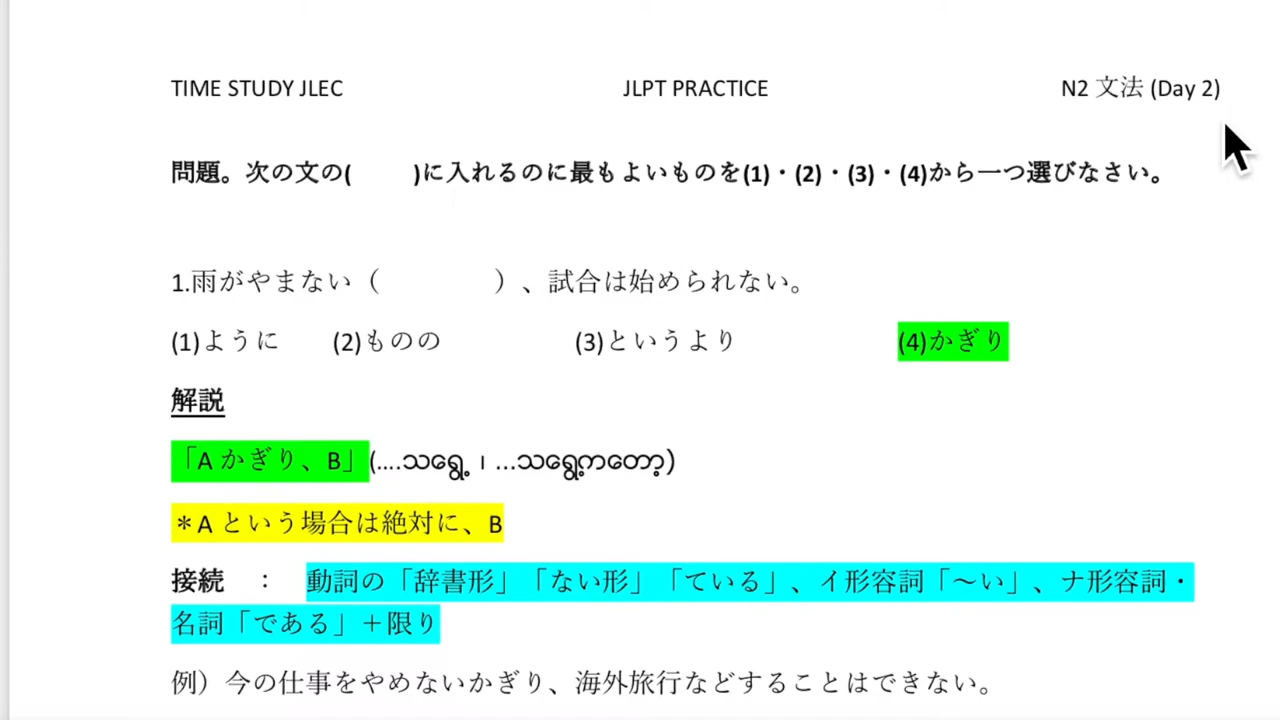 TIME STUDY JLEC JLPT PRACTICE N2 文法 (Day 2)
問題。次の文の( )に入れるのに最もよいものを(1)・(2)・(3)・(4)から一つ選びなさい。
1.雨がやまない（ ）、試合は始められない。
(1)ように (2)ものの (3)というより (4)かぎり
解説
「A かぎり、B」(....သရွေ့ ၊ ...သရွေ့ကတော့)
＊A という場合は絶対に、B
接続 ： 動詞の「辞書形」「ない形」「ている」、イ形容詞「～い」、ナ形容詞・
名詞「である」＋限り
例）今の仕事をやめないかぎり、海外旅行などすることはできない。